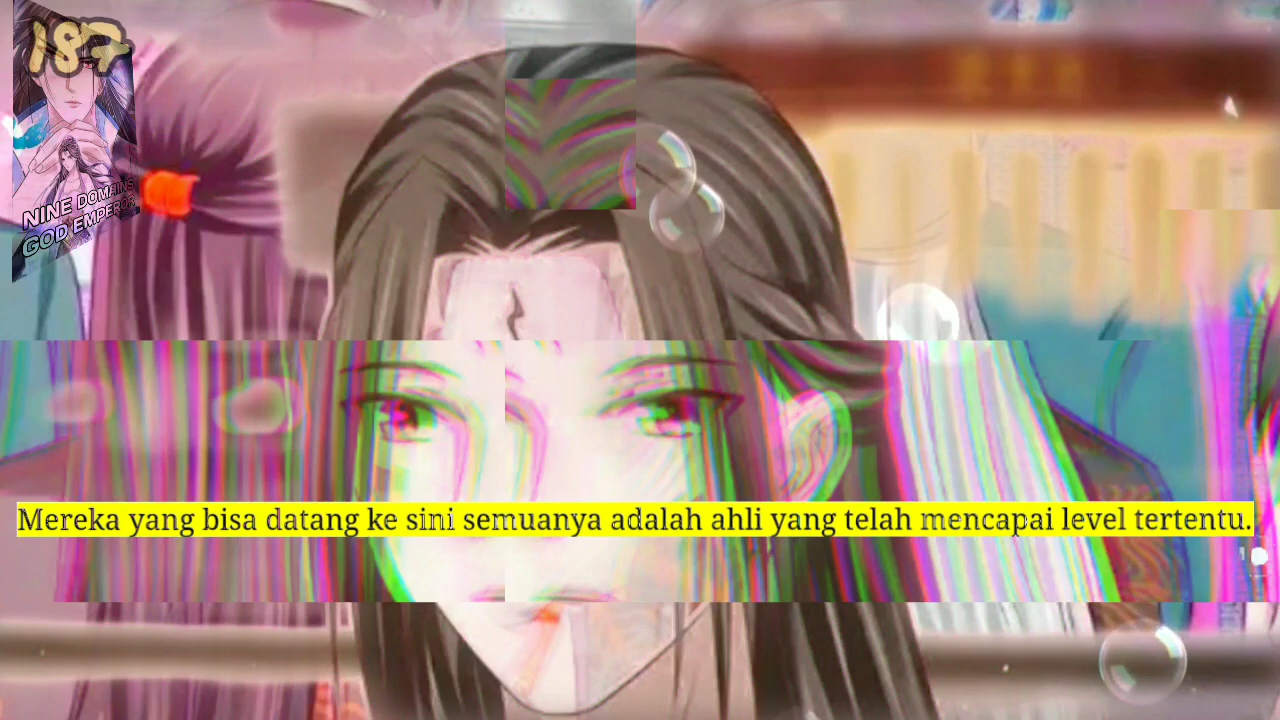 187
NINE DOMAINS
GOD EMPEROR
Mereka yang bisa datang ke sini semuanya adalah ahli yang telah mencapai level tertentu.